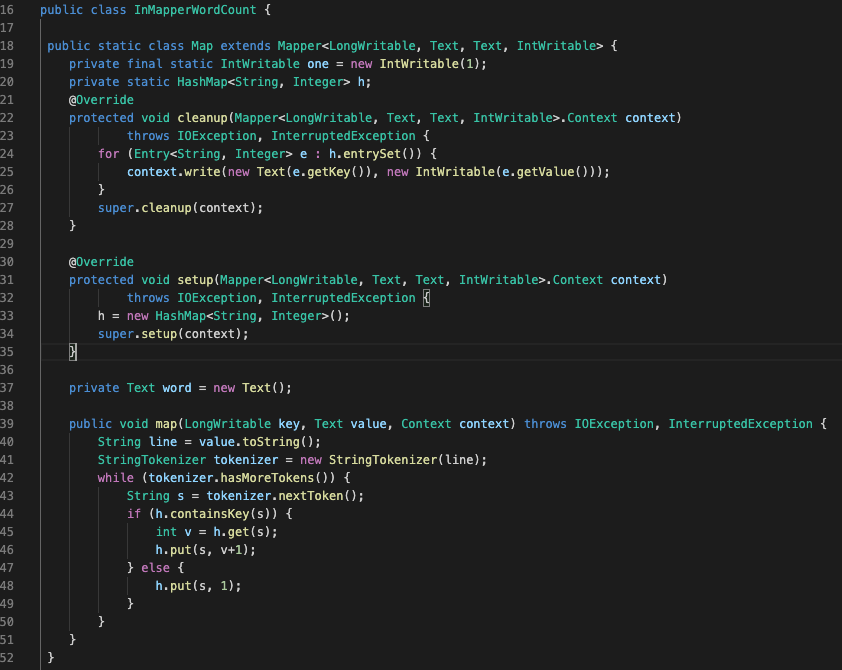 16 public class InMapperWordCount {
17
18 public static class Map extends Mapper<LongWritable, Text, Text, IntWritable> {
19 private final static IntWritable one = new IntWritable(1);
20 private static HashMap<String, Integer> h;
21 @Override
22 protected void cleanup(Mapper<LongWritable, Text, Text, IntWritable>.Context context)
23 throws IOException, InterruptedException {
24 for (Entry<String, Integer> e : h.entrySet()) {
25 context.write(new Text(e.getKey()), new IntWritable(e.getValue()));
26 }
27 super.cleanup(context);
28 }
29
30 @Override
31 protected void setup(Mapper<LongWritable, Text, Text, IntWritable>.Context context)
32 throws IOException, InterruptedException {
33 h = new HashMap<String, Integer>();
34 super.setup(context);
35 }
36
37 private Text word = new Text();
38
39 public void map(LongWritable key, Text value, Context context) throws IOException, InterruptedException {
40 String line = value.toString();
41 StringTokenizer tokenizer = new StringTokenizer(line);
42 while (tokenizer.hasMoreTokens()) {
43 String s = tokenizer.nextToken();
44 if (h.containsKey(s)) {
45 int v = h.get(s);
46 h.put(s, v+1);
47 } else {
48 h.put(s, 1);
49 }
50 }
51 }
52 }